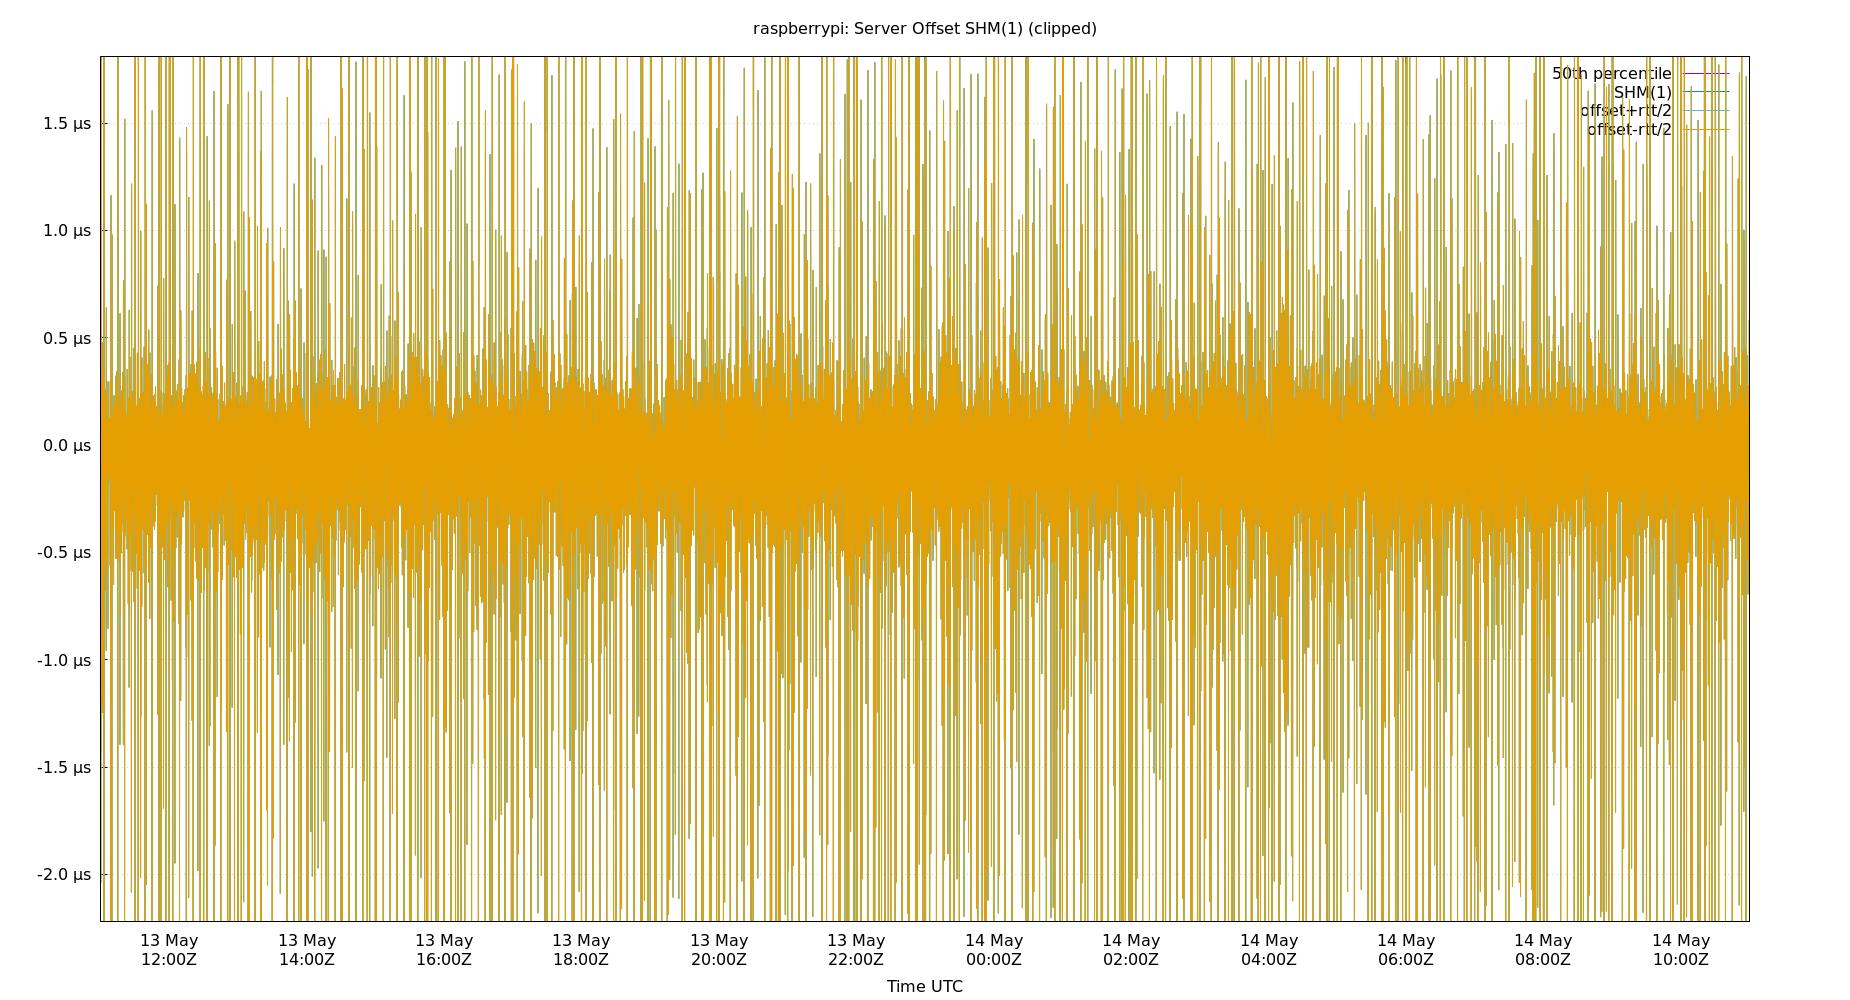 raspberrypi: Server Offset SHM(1) (clipped)
50th percentile
SHM(1)
offset+rtt/2
offset-rtt/2
1.5 µs
1.0 µs
0.5 µs
0.0 µs
-0.5 µs
-1.0 µs
-1.5 µs
-2.0 µs
13 May 13 May 13 May 13 May 13 May 13 May 14 May 14 May 14 May 14 May 14 May 14 May
12:00Z 14:00Z 16:00Z 18:00Z 20:00Z 22:00Z 00:00Z 02:00Z 04:00Z 06:00Z 08:00Z 10:00Z
Time UTC